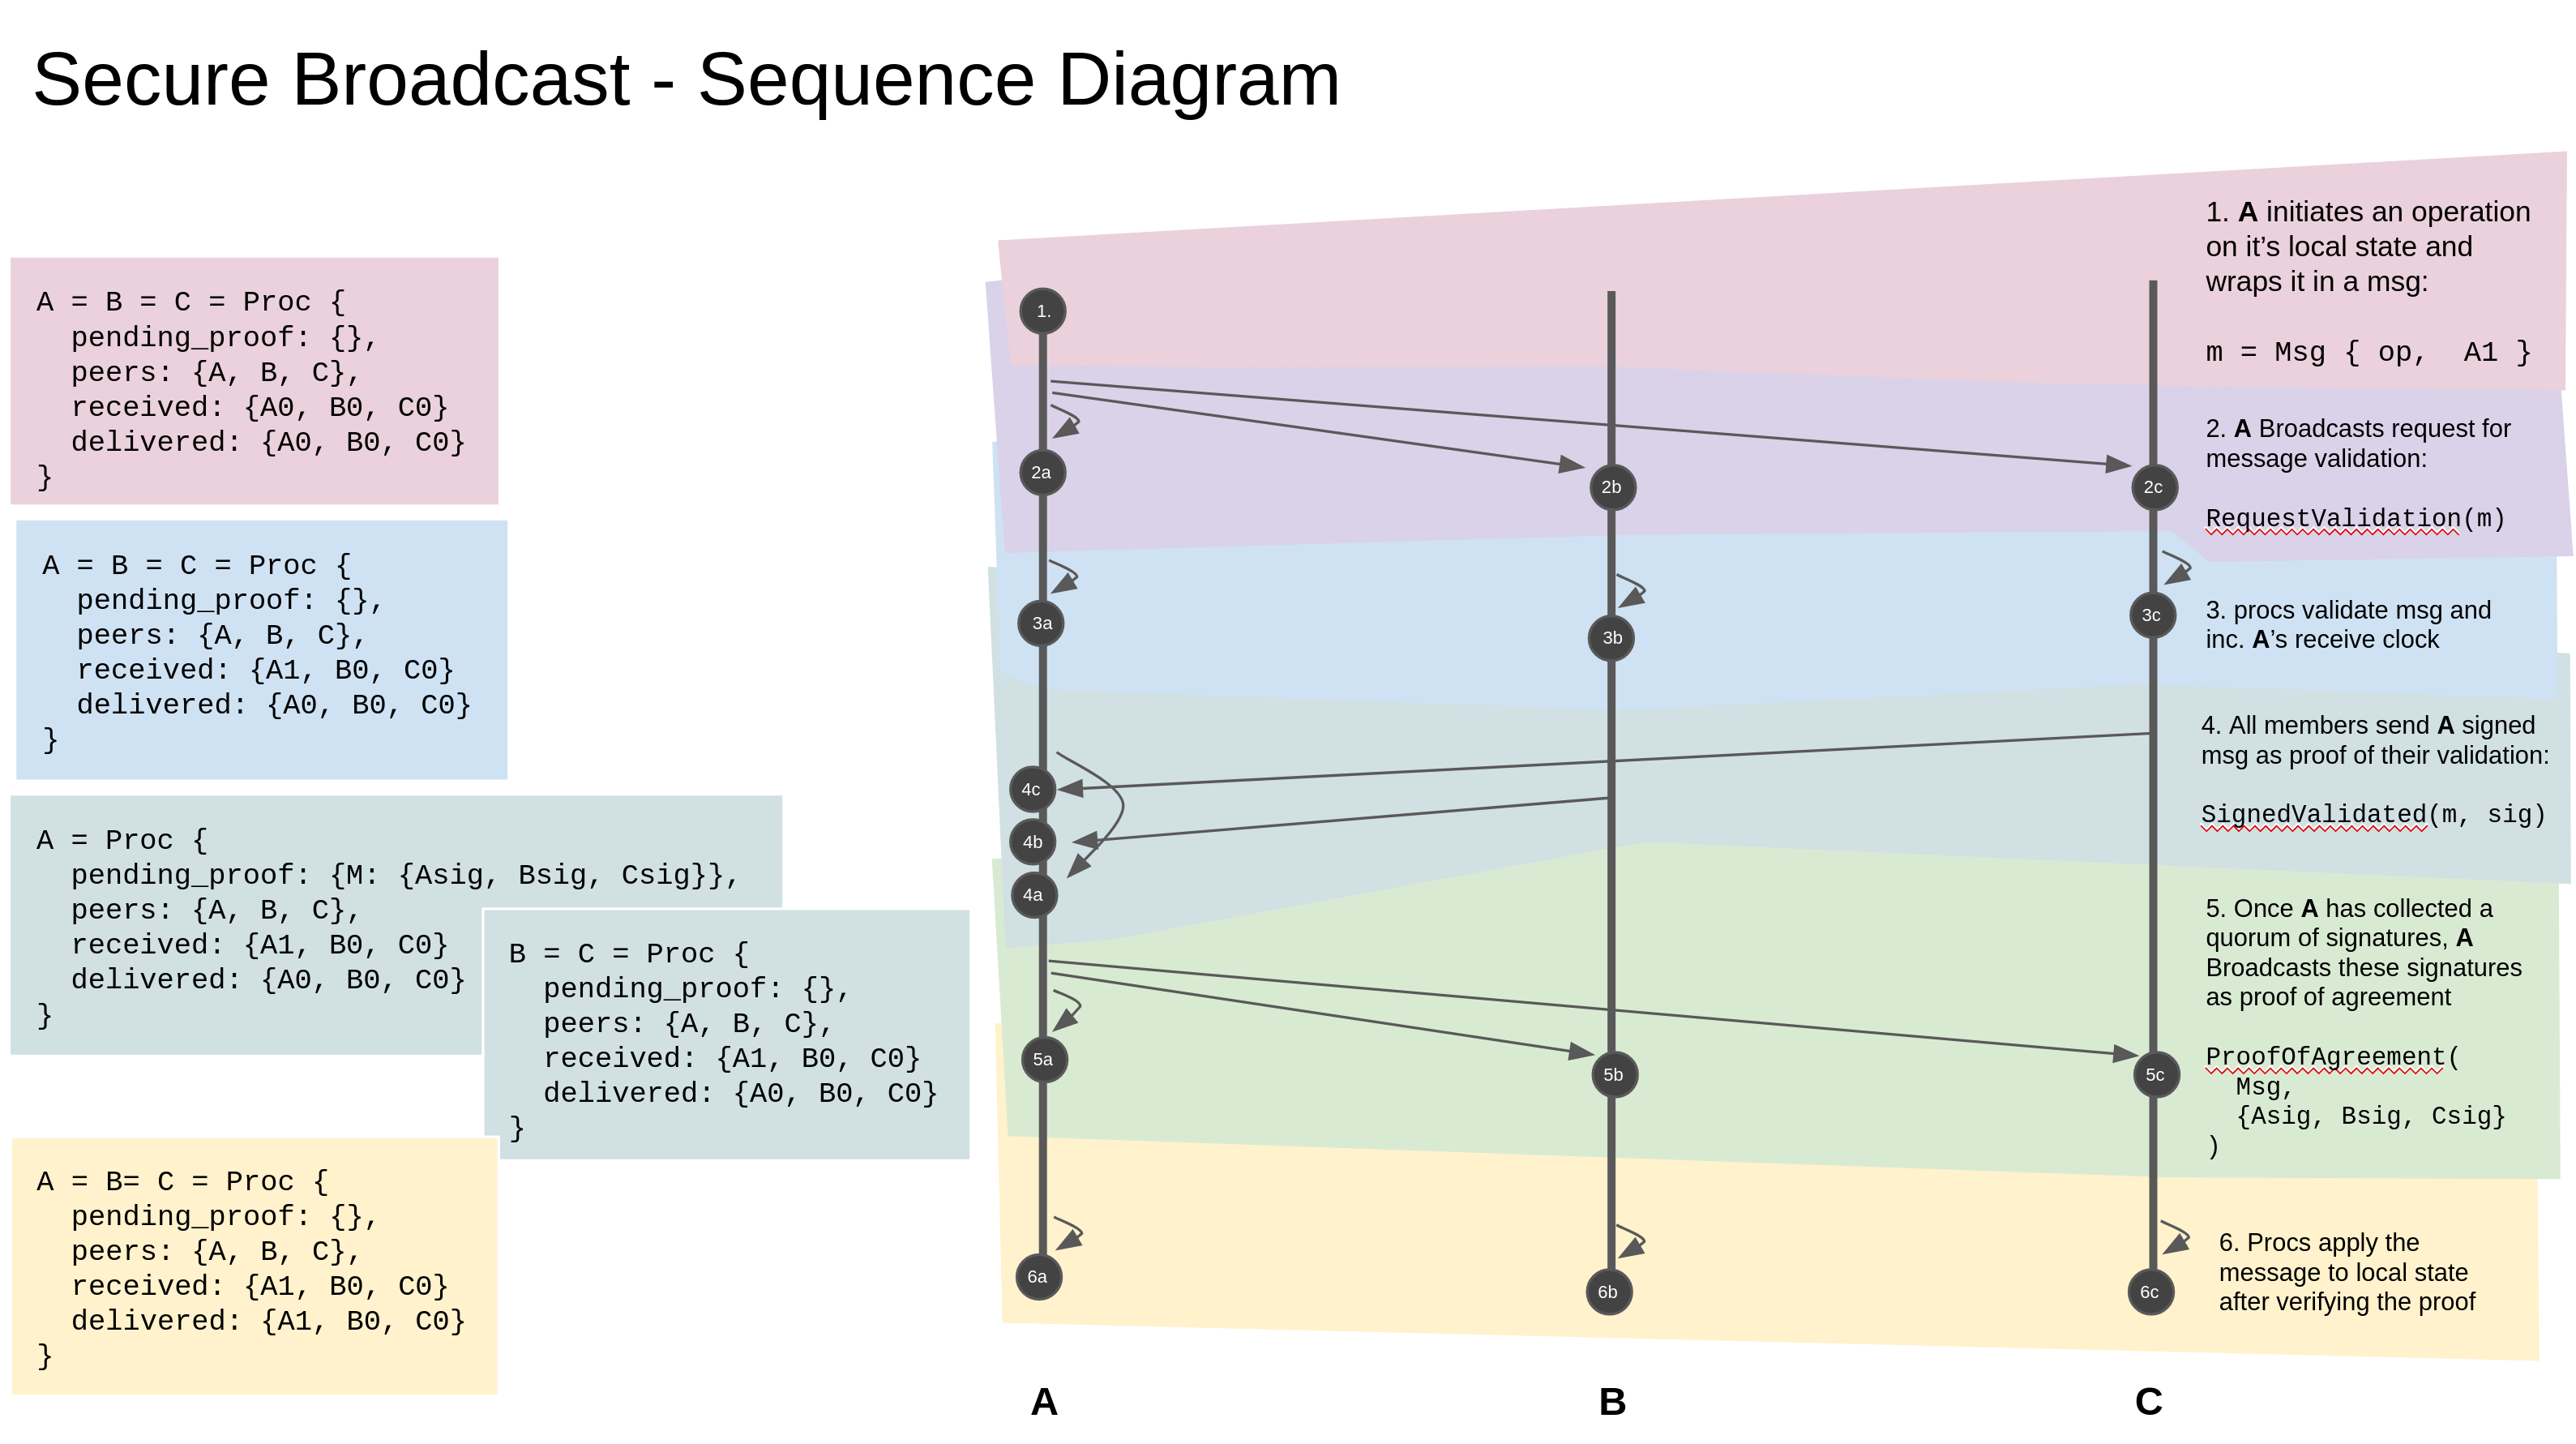 Secure Broadcast - Sequence Diagram
A = B = C = Proc {
  pending_proof: {},
  peers: {A, B, C},
  received: {A0, B0, C0}
  delivered: {A0, B0, C0}
}
A = B = C = Proc {
  pending_proof: {},
  peers: {A, B, C},
  received: {A1, B0, C0}
  delivered: {A0, B0, C0}
}
A = Proc {
  pending_proof: {M: {Asig, Bsig, Csig}},
  peers: {A, B, C},
  received: {A1, B0, C0}
  delivered: {A0, B0, C0}
}
B = C = Proc {
  pending_proof: {},
  peers: {A, B, C},
  received: {A1, B0, C0}
  delivered: {A0, B0, C0}
}
A = B= C = Proc {
  pending_proof: {},
  peers: {A, B, C},
  received: {A1, B0, C0}
  delivered: {A1, B0, C0}
}
1.
2a
2b
2c
3a
3b
3c
4c
4b
4a
5a
5b
5c
6a
6b
6c
A
B
C
1. A initiates an operation
on it’s local state and
wraps it in a msg:
m = Msg { op,  A1 }
2. A Broadcasts request for
message validation:
RequestValidation(m)
3. procs validate msg and
inc. A’s receive clock
4. All members send A signed
msg as proof of their validation:
SignedValidated(m, sig)
5. Once A has collected a
quorum of signatures, A
Broadcasts these signatures
as proof of agreement
ProofOfAgreement(
  Msg,
  {Asig, Bsig, Csig}
)
6. Procs apply the
message to local state
after verifying the proof